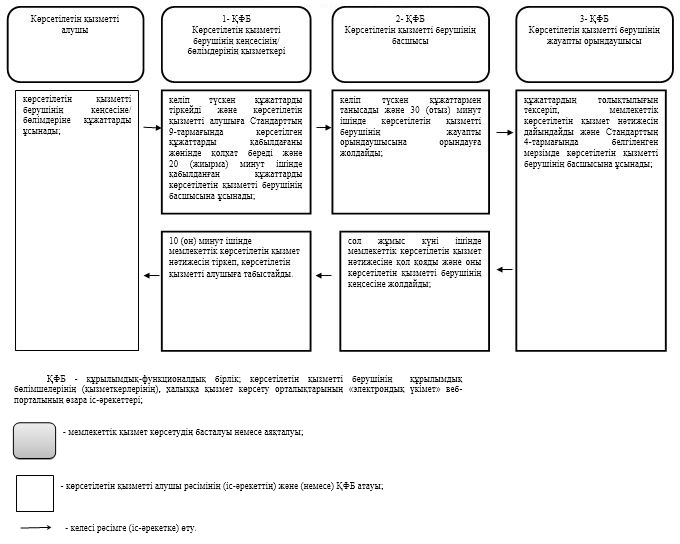 Көрсетілетін қызметті
алушы
1- ҚФБ
Көрсетілетін қызметті
берушінің кеңсесінің/
бөлімдерінің қызметкері
2- ҚФБ
Көрсетілетін қызметті берушінің
басшысы
3- ҚФБ
Көрсетілетін қызметті берушінің
жауапты орындаушысы
көрсетілетін қызметті
берушінің кеңсесіне/
бөлімдеріне құжаттарды
ұсынады;
келіп түскен құжаттарды
тіркейді және көрсетілетін
қызметті алушыға Стандарттың
9-тармағында көрсетілген
құжаттарды қабылдағаны
жөнінде қолхат береді және
20 (жиырма) минут ішінде
қабылданған құжаттарды
көрсетілетін қызметті берушінің
басшысына ұсынады;
келіп түскен құжаттармен
танысады және 30 (отыз) минут
ішінде көрсетілетін қызметті
берушінің жауапты
орындаушысына орындауға
жолдайды;
құжаттардың толықтылығын
тексеріп, мемлекеттік
көрсетілетін қызмет нәтижесін
дайындайды және Стандарттың
4-тармағында белгіленген
мерзімде көрсетілетін қызметті
берушінің басшысына ұсынады;
10 (он) минут ішінде
мемлекеттік көрсетілетін қызмет
нәтижесін тіркеп, көрсетілетін
қызметті алушыға табыстайды.
сол жұмыс күні ішінде
мемлекеттік көрсетілетін қызмет
нәтижесіне қол қояды және оны
көрсетілетін қызметті берушінің
кеңсесіне жолдайды;
ҚФБ - құрылымдық-функционалдық бірлік; көрсетілетін қызметті берушінің құрылымдық
бөлімшелерінің (қызметкерлерінің), халыққа қызмет көрсету орталықтарының «электрондық үкімет» веб-
порталының өзара іс-әрекеттері;
- мемлекеттік қызмет көрсетудің басталуы немесе аяқталуы;
- көрсетілетін қызметті алушы рәсімінің (іс-әрекеттің) және (немесе) ҚФБ атауы;
- келесі рәсімге (іс-әрекетке) өту.